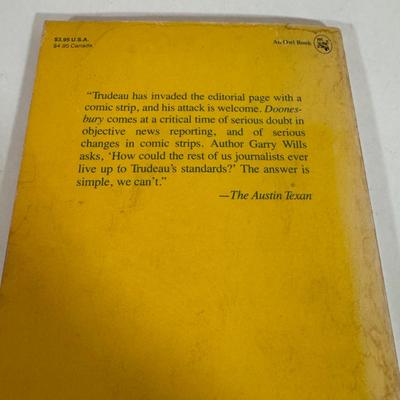 $3.95 U.S.A.
$4.95 Canada
An Owl Book
“Trudeau has invaded the editorial page with a
comic strip, and his attack is welcome. Doones-
bury comes at a critical time of serious doubt in
objective news reporting, and of serious
changes in comic strips. Author Garry Wills
asks, ‘How could the rest of us journalists ever
live up to Trudeau’s standards?’ The answer is
simple, we can’t.”
—The Austin Texan